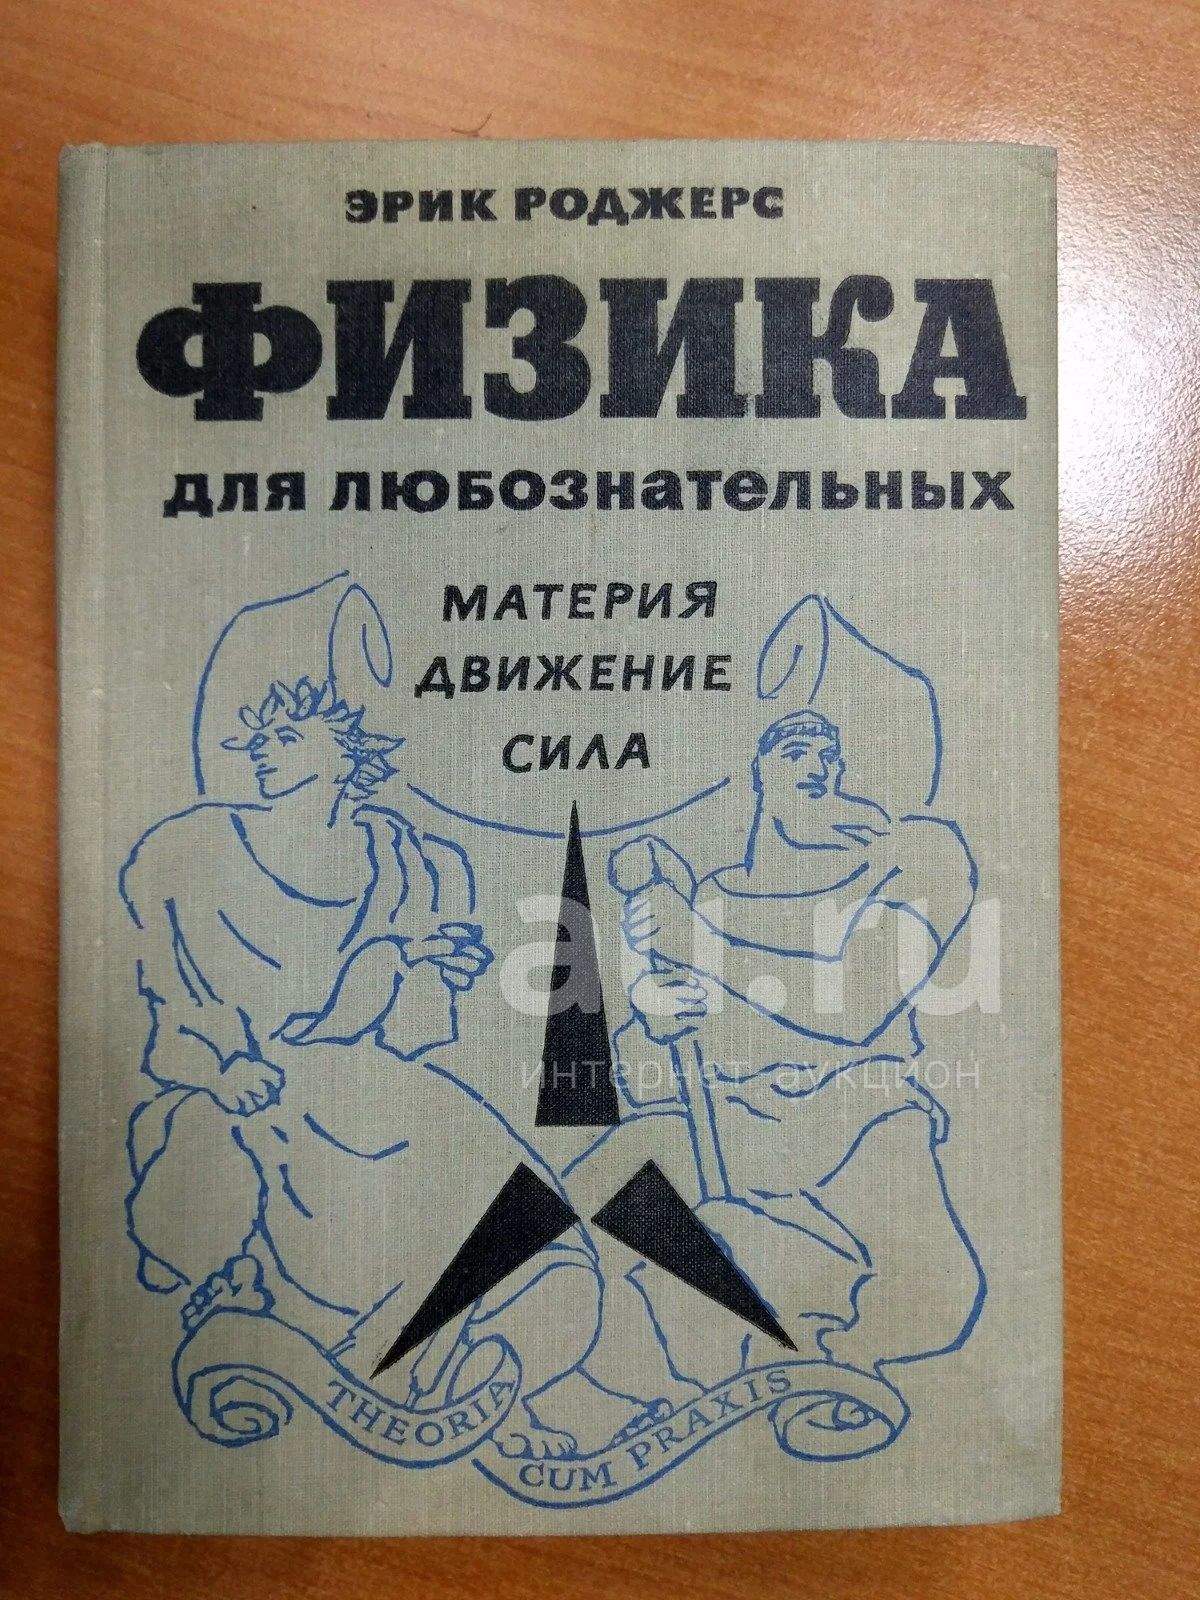 ЭРИК РОДЖЕРС
ФИЗИКА
ДЛЯ ЛЮБОЗНАТЕЛЬНЫХ
МАТЕРИЯ
ДВИЖЕНИЕ
СИЛА
au.ru
интернет аукцион
THEORIA
CUM PRAXIS